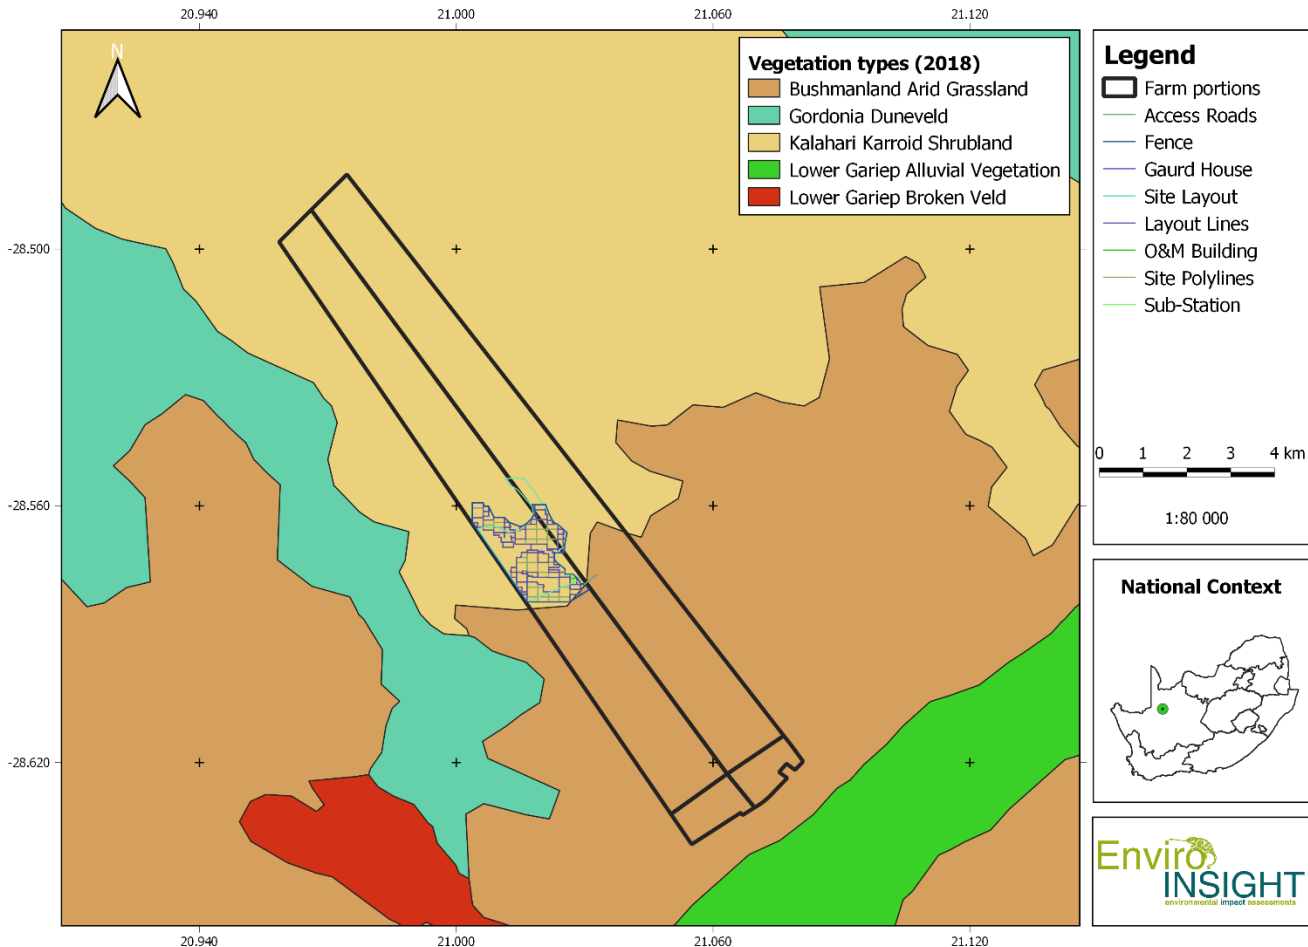 20.940 21.000 21.060 21.120
N
Vegetation types (2018)
Bushmanland Arid Grassland
Gordonia Duneveld
Kalahari Karroid Shrubland
Lower Gariep Alluvial Vegetation
Lower Gariep Broken Veld
-28.500
-28.560
-28.620
20.940 21.000 21.060 21.120
Legend
Farm portions
Access Roads
Fence
Gaurd House
Site Layout
Layout Lines
O&M Building
Site Polylines
Sub-Station
0 1 2 3 4 km
1:80 000
National Context
Enviro
INSIGHT
environmental impact assessments